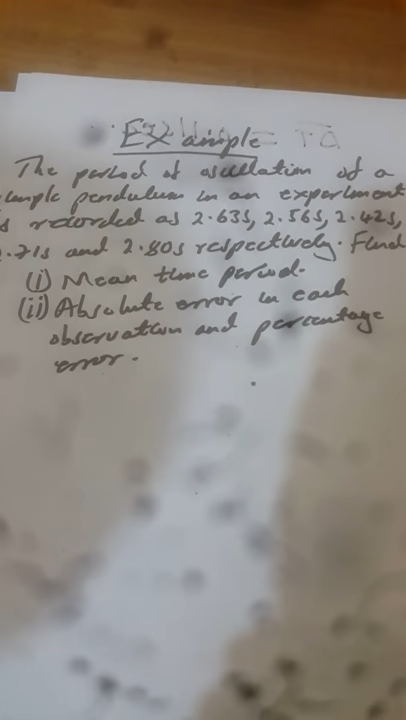 Example
The period of oscillation of a
simple pendulum in an experiment
is recorded as 2.63s, 2.56s, 2.42s,
2.71s and 2.80s respectively. Find
(i) Mean time period.
(ii) Absolute error in each
observation and percentage
error.